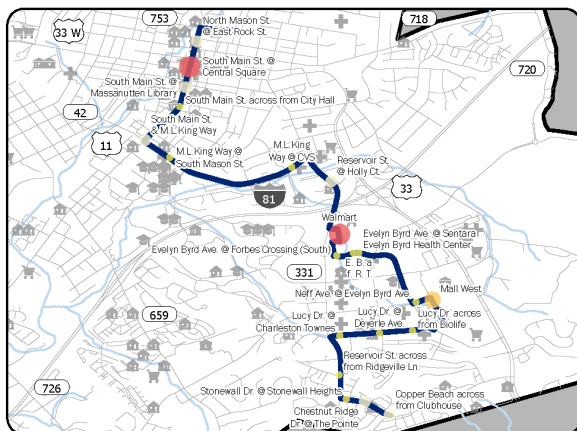 753
718
North Mason St.
@ East Rock St.
33 W
720
South Main St. @
Central Square
South Main St. @
Massanutten Library
South Main St. across from City Hall
42
South Main St.
& M.L King Way
11
M.L King Way @
South Mason St.
M.L King
Way @ CVS
Reservoir St.
@ Holly Ct.
33
81
Walmart
Evelyn Byrd Ave. @ Sentara
Evelyn Byrd Health Center
Evelyn Byrd Ave. @ Forbes Crossing (South)
E. B. a
f. R. T.
331
Mall West
Neff Ave. @ Evelyn Byrd Ave
Lucy Dr. @
Deyerle Ave.
Lucy Dr. across
from Biolife
659
Lucy Dr. @
Charleston Townes
Reservoir St. across
from Ridgeville Ln.
726
Stonewall Dr. @ Stonewall Heights
Copper Beach across
from Clubhouse
Chestnut Ridge
Dr. @ The Pointe